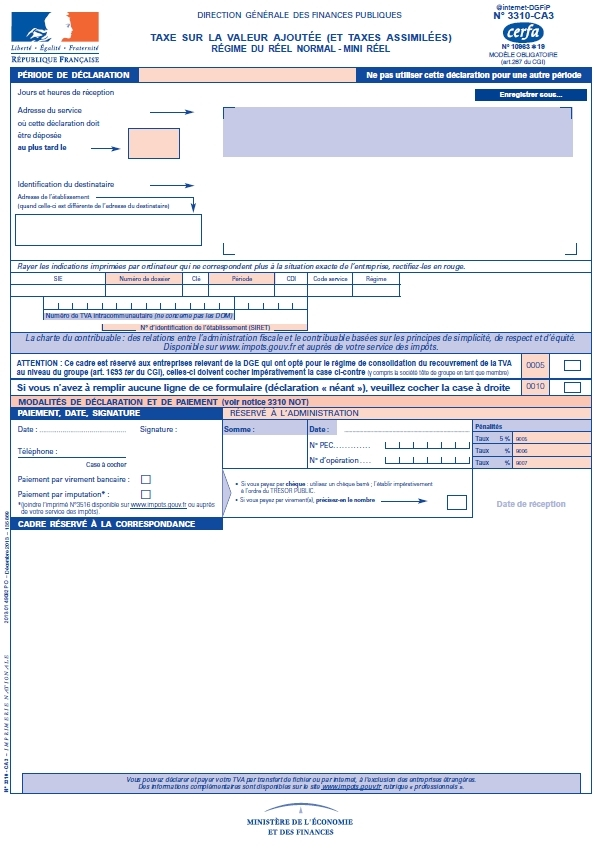 @internet-DGFiP
N° 3310-CA3
cerfa
N° 10963 * 19
MODÈLE OBLIGATOIRE
(art.287 du CGI)
DIRECTION GÉNÉRALE DES FINANCES PUBLIQUES
TAXE SUR LA VALEUR AJOUTÉE (ET TAXES ASSIMILÉES)
RÉGIME DU RÉEL NORMAL - MINI RÉEL
Liberté • Égalité • Fraternité
RÉPUBLIQUE FRANÇAISE
PÉRIODE DE DÉCLARATION
Ne pas utiliser cette déclaration pour une autre période
Jours et heures de réception
Enregistrer sous...
Adresse du service
où cette déclaration doit
être déposée
au plus tard le
Identification du destinataire
Adresse de l'établissement
(quand celle-ci est différente de l'adresse du destinataire)
Rayer les indications imprimées par ordinateur qui ne correspondent plus à la situation exacte de l'entreprise, rectifiez-les en rouge.
SIE Numéro de dossier Clé Période CDI Code service Régime
Numéro de TVA intracommunautaire (ne concerne pas les DOM)
N° d'identification de l'établissement (SIRET)
La charte du contribuable : des relations entre l'administration fiscale et le contribuable basées sur les principes de simplicité, de respect et d'équité.
Disponible sur www.impots.gouv.fr et auprès de votre service des impôts.
ATTENTION : Ce cadre est réservé aux entreprises relevant de la DGE qui ont opté pour le régime de consolidation du recouvrement de la TVA
au niveau du groupe (art. 1693 ter du CGI), celles-ci doivent cocher impérativement la case ci-contre (y compris la société tête de groupe en tant que membre)
0005
Si vous n'avez à remplir aucune ligne de ce formulaire (déclaration « néant »), veuillez cocher la case à droite
0010
MODALITÉS DE DÉCLARATION ET DE PAIEMENT (voir notice 3310 NOT)
PAIEMENT, DATE, SIGNATURE
RÉSERVÉ À L'ADMINISTRATION
Date : .................................... Signature :
Téléphone :
Case à cocher
Paiement par virement bancaire :
Paiement par imputation* :
*(joindre l'imprimé N°3516 disponible sur www.impots.gouv.fr ou auprès
de votre service des impôts)
Somme :
Date :
N° PEC.............
N° d'opération ....
Pénalités
Taux 5 % 9005
Taux % 9006
Taux % 9007
• Si vous payez par chèque : utilisez un chèque barré ; l'établir impérativement
à l'ordre du TRÉSOR PUBLIC.
• Si vous payez par virement(s), précisez-en le nombre
Date de réception
CADRE RÉSERVÉ À LA CORRESPONDANCE
N° 3310 - CA3 – IMPRIMERIE NATIONALE
Vous pouvez déclarer et payer votre TVA par transfert de fichier ou par internet, à l'exclusion des entreprises étrangères.
Des informations complémentaires sont disponibles sur le site www.impots.gouv.fr rubrique « professionnels ».
MINISTÈRE DE L'ÉCONOMIE
ET DES FINANCES